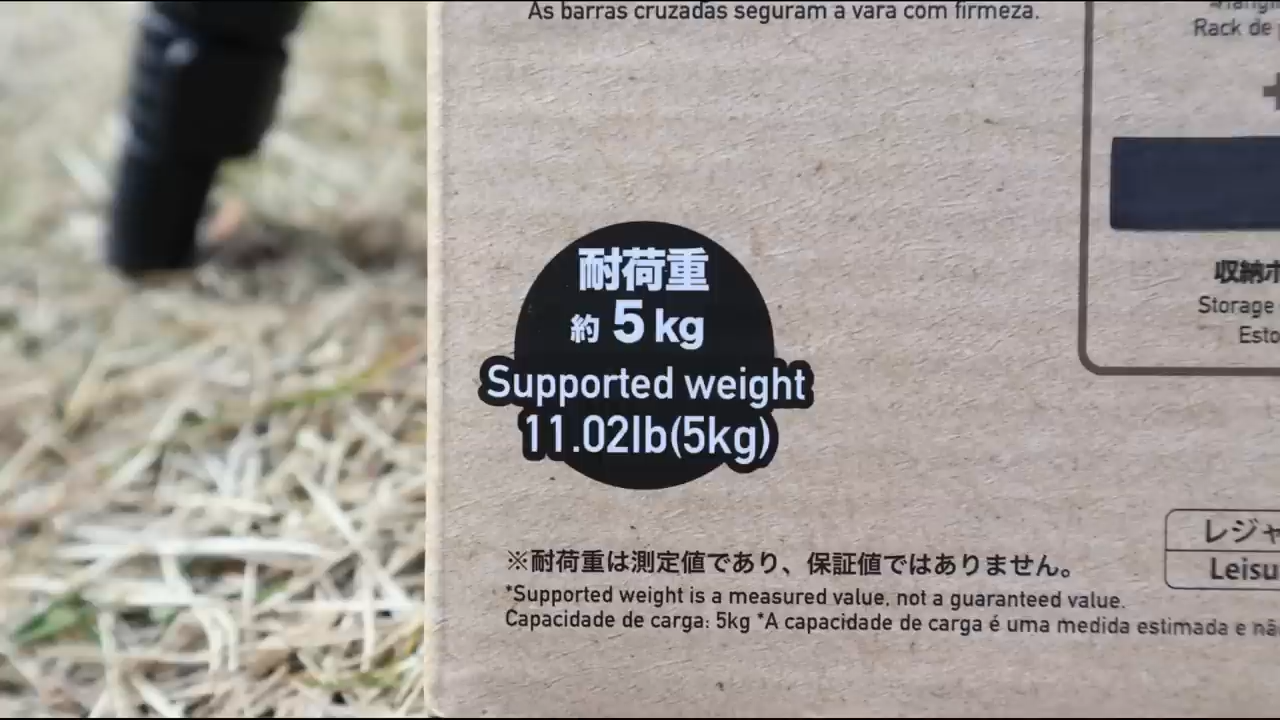 As barras cruzadas seguram a vara com firmeza.
Rack de
耐荷重
約 5 kg
Supported weight
11.02lb(5kg)
収納
Storage
※耐荷重は測定値であり、保証値ではありません。
*Supported weight is a measured value, not a guaranteed value.
Capacidade de carga: 5kg *A capacidade de carga é uma medida estimada e
レジャ
Leisu